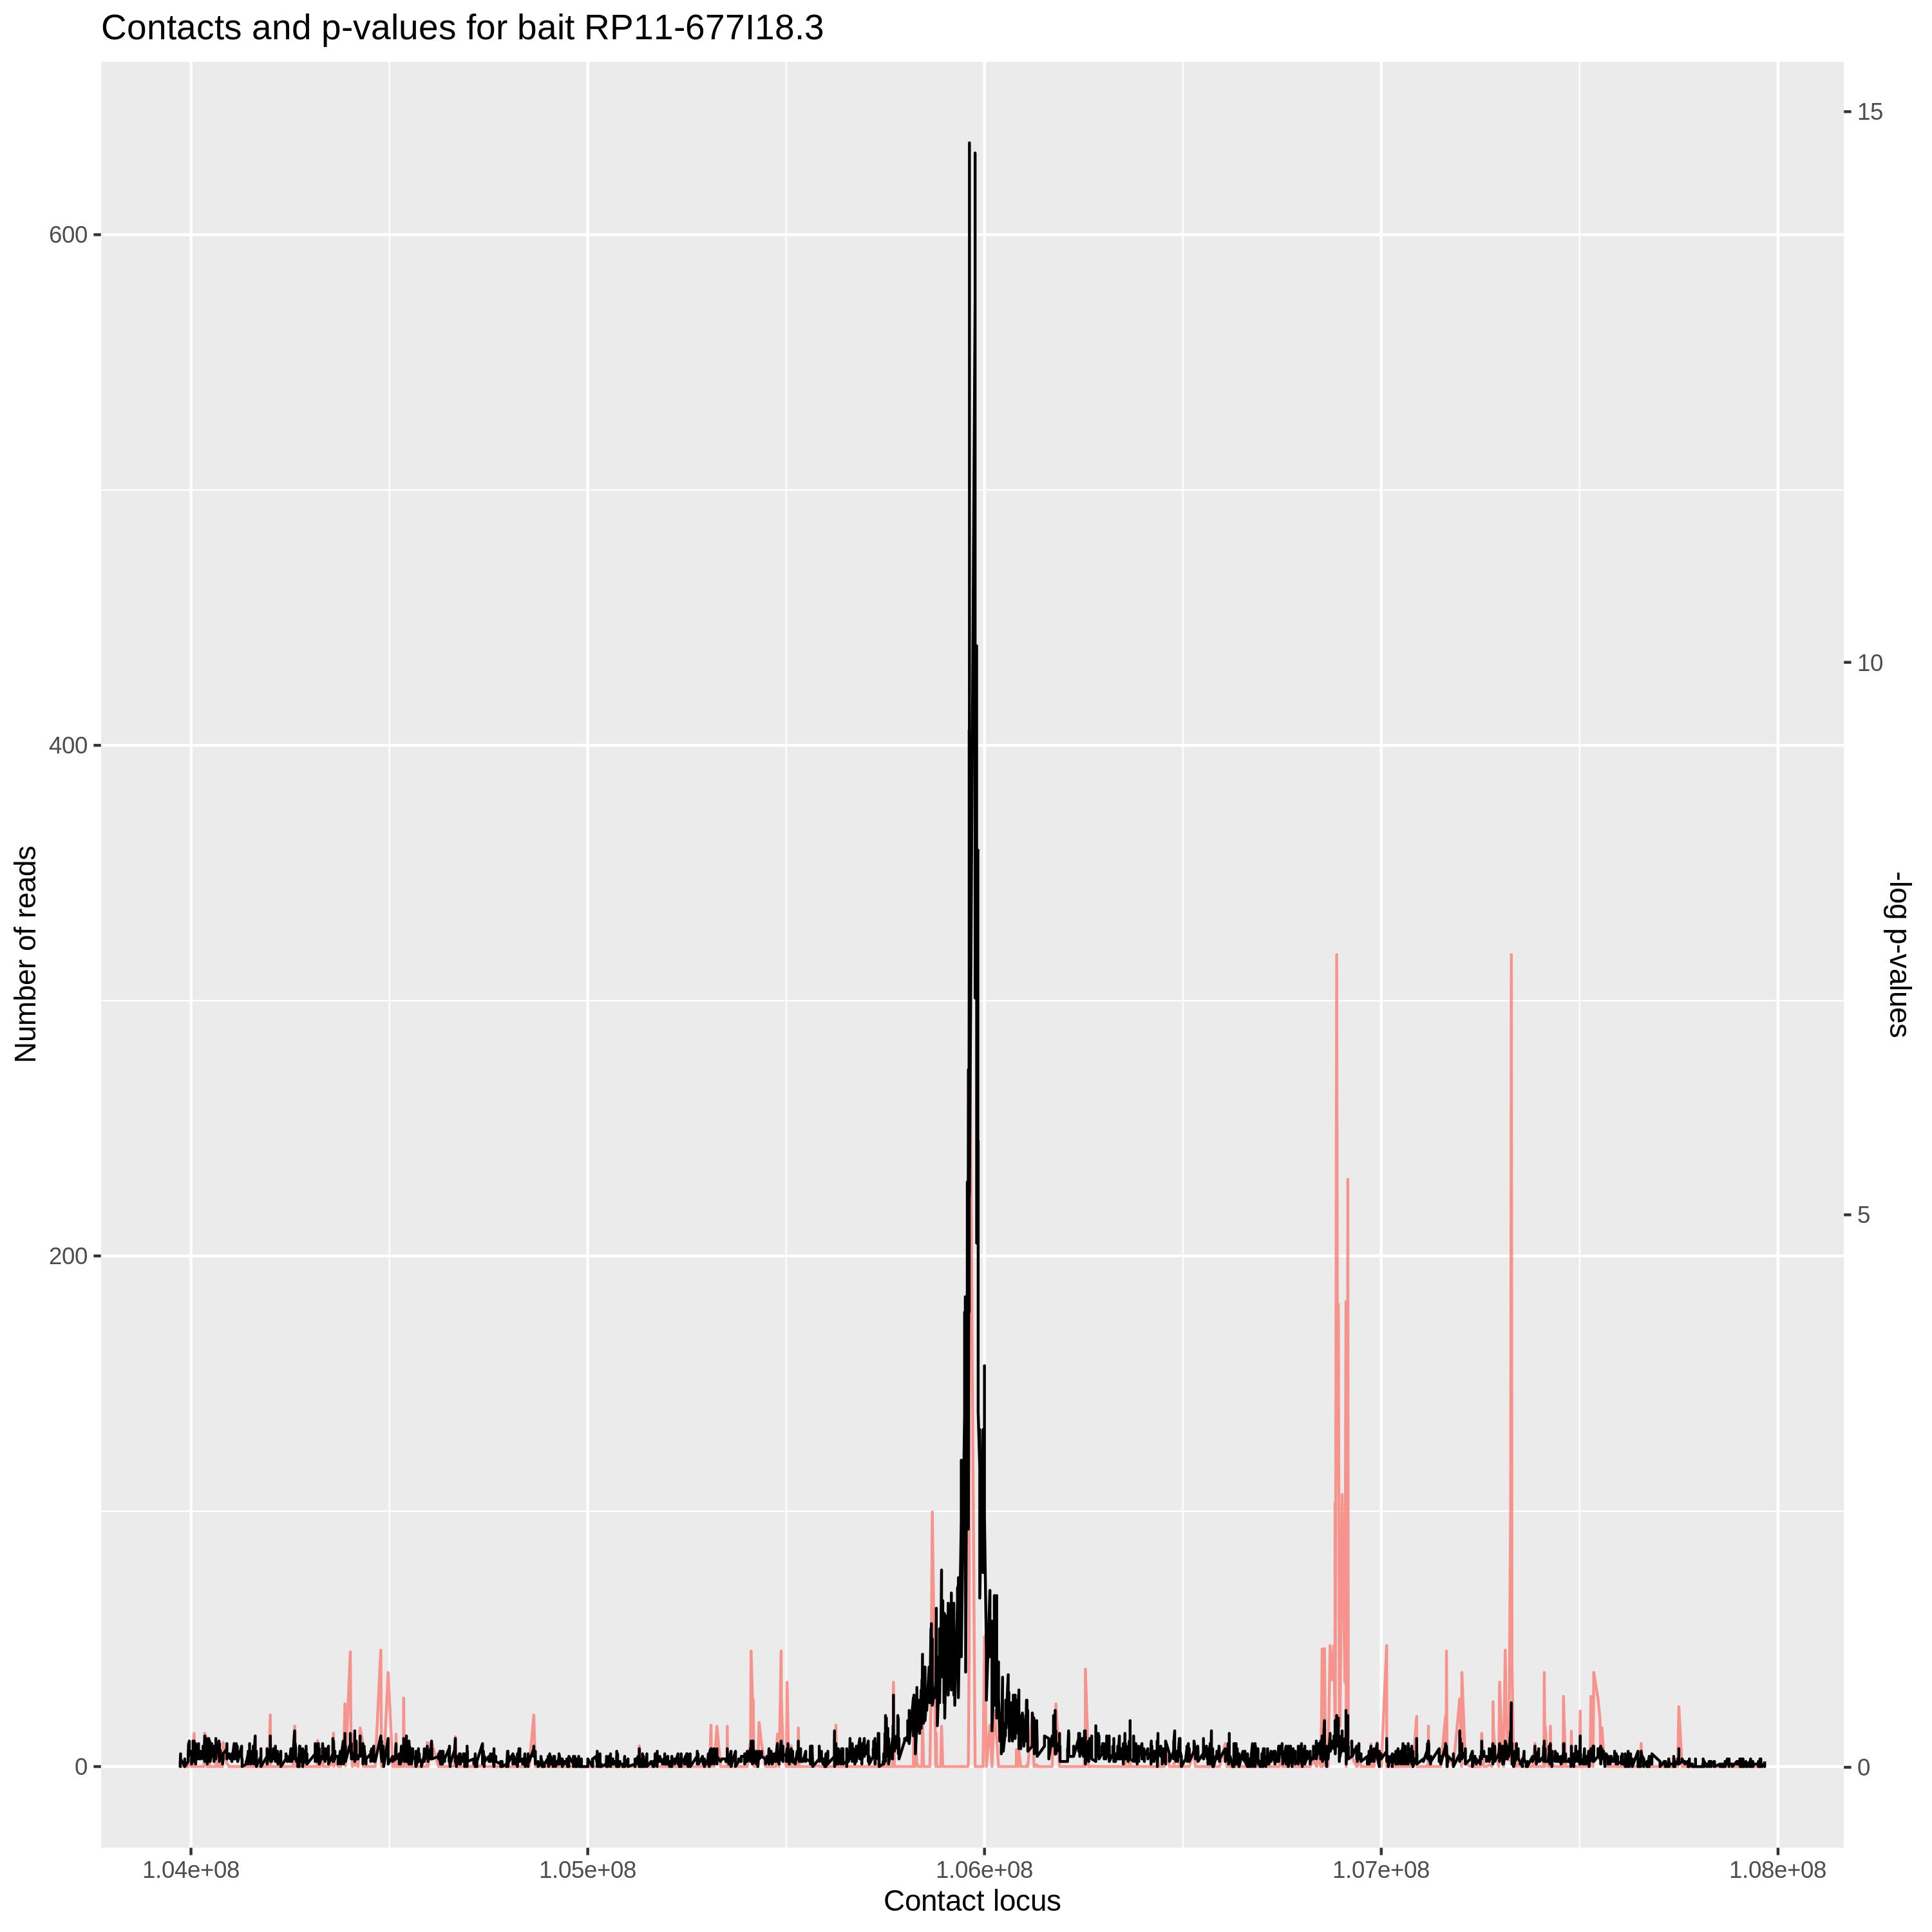 Contacts and p-values for bait RP11-677I18.3
15
600
10
400
Number of reads
-log p-values
5
200
0
0
1.04e+08
1.05e+08
1.06e+08
1.07e+08
1.08e+08
Contact locus